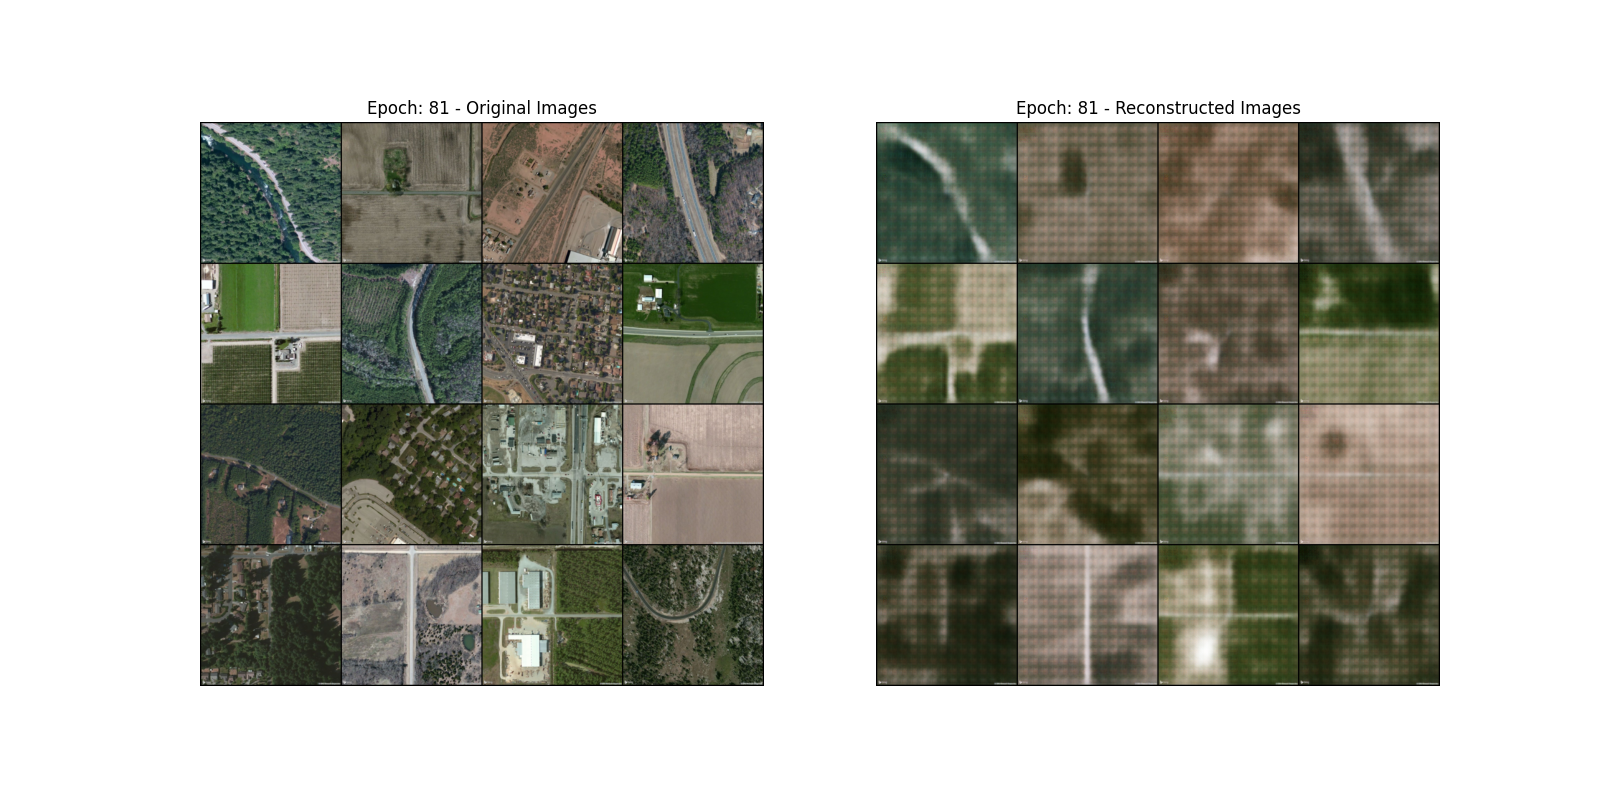 Epoch: 81 - Original Images
Epoch: 81 - Reconstructed Images